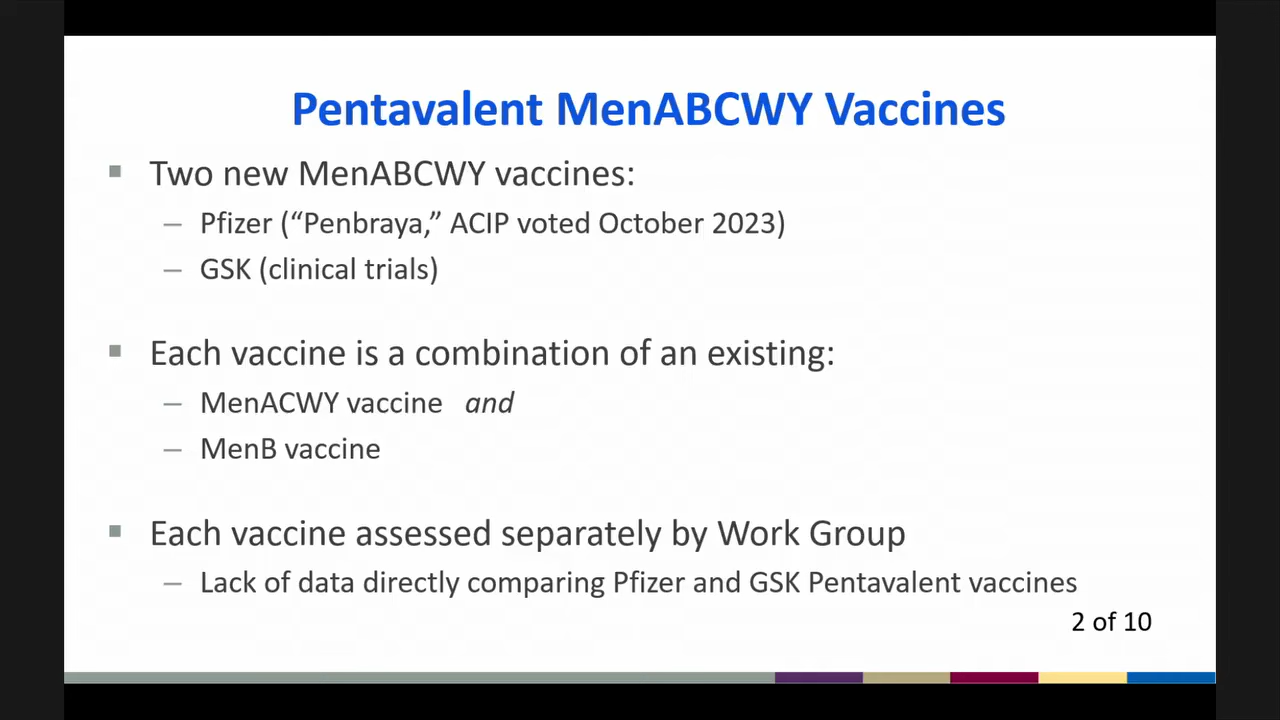 Pentavalent MenABCWY Vaccines
Two new MenABCWY vaccines:
– Pfizer (“Penbraya,” ACIP voted October 2023)
– GSK (clinical trials)
Each vaccine is a combination of an existing:
– MenACWY vaccine and
– MenB vaccine
Each vaccine assessed separately by Work Group
– Lack of data directly comparing Pfizer and GSK Pentavalent vaccines
2 of 10